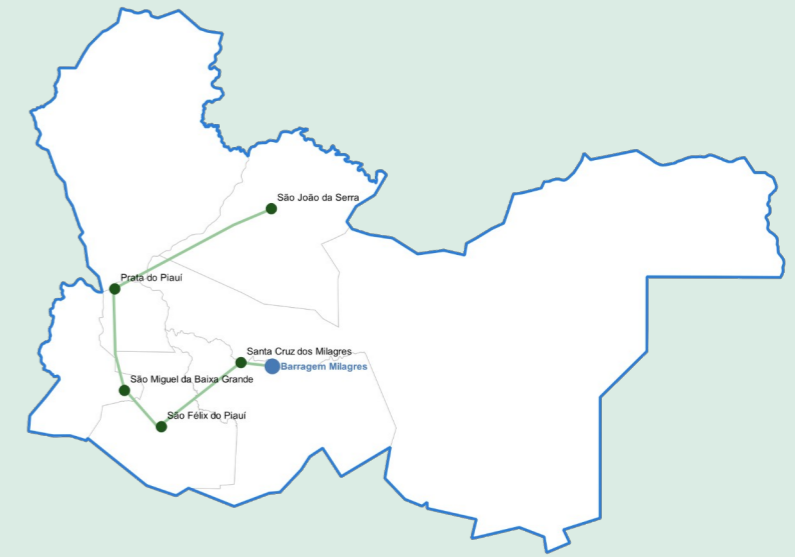 São João da Serra
Prata do Piauí
Santa Cruz dos Milagres
Barragem Milagres
São Miguel da Baixa Grande
São Félix do Piauí